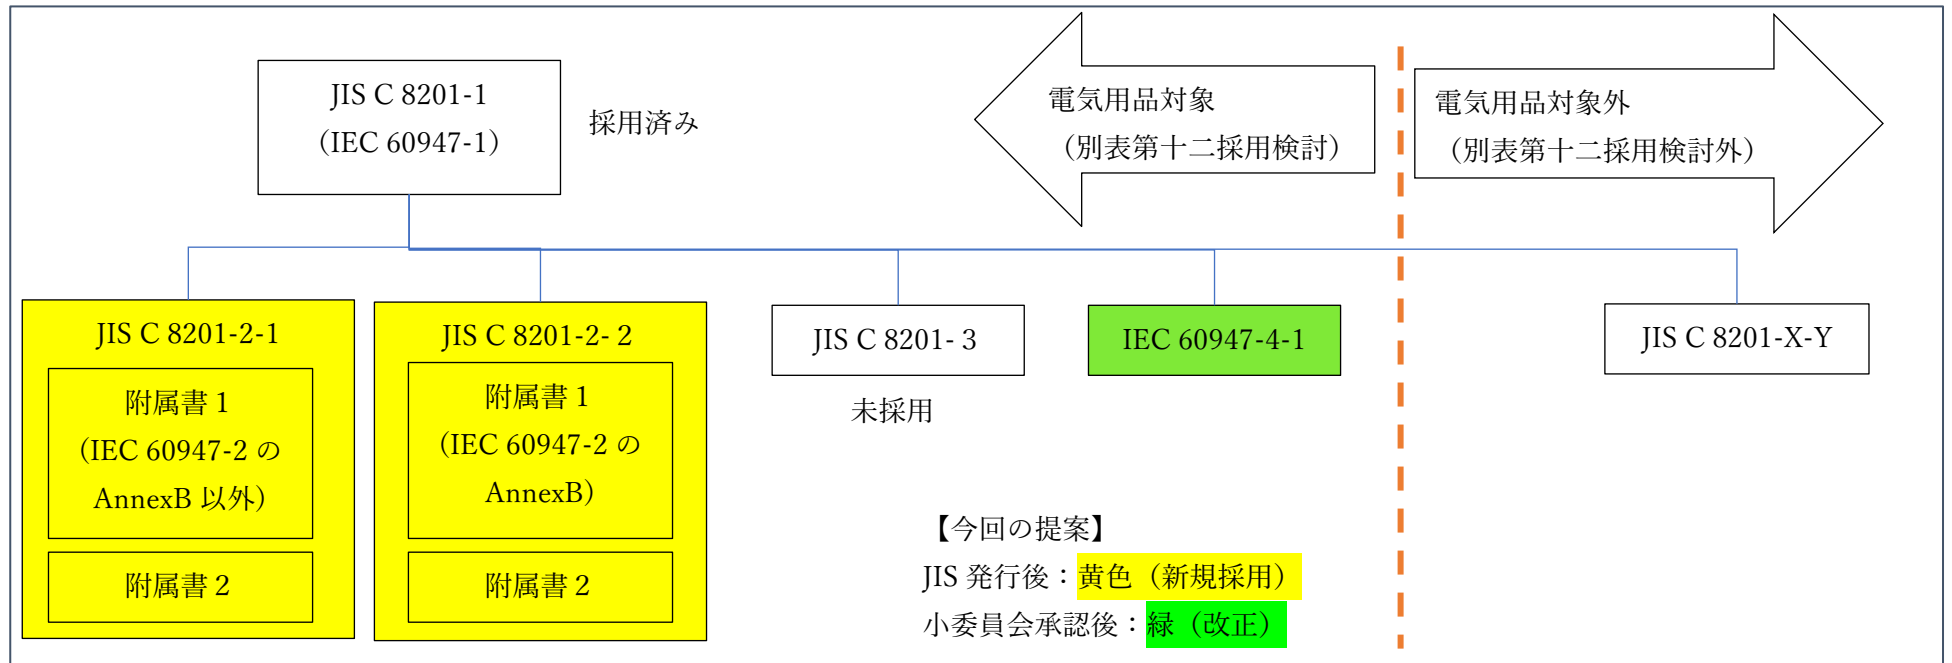 JIS C 8201-1
（IEC 60947-1）
採用済み
電気用品対象
（別表第十二採用検討）
電気用品対象外
（別表第十二採用検討外）
JIS C 8201-2-1
附属書１
（IEC 60947-2 の
AnnexB 以外）
附属書２
JIS C 8201-2-２
附属書１
（IEC 60947-2 の
AnnexB）
附属書２
JIS C 8201-３
未採用
IEC 60947-4-1
JIS C 8201-X-Y
【今回の提案】
JIS 発行後：黄色（新規採用）
小委員会承認後：緑（改正）